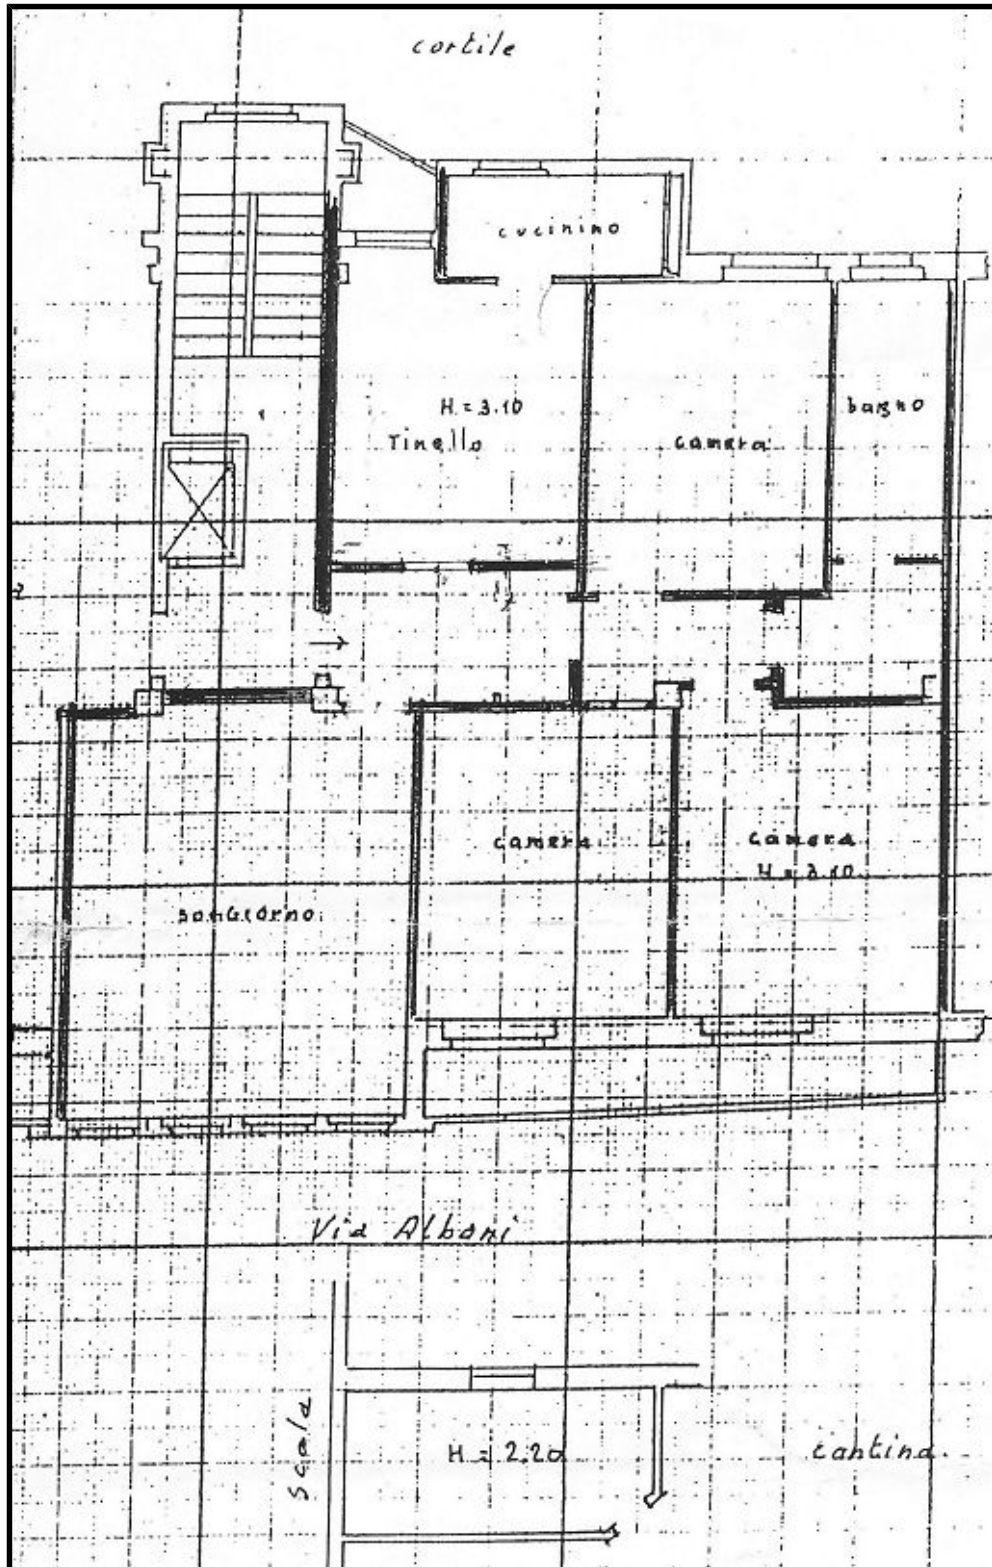 cortile
cucinino
H = 3.10
Tinello
camera
bagno
camera
camera
H = 3.10
soggiorno
Via Alboni
scala
H = 2.20
cantina